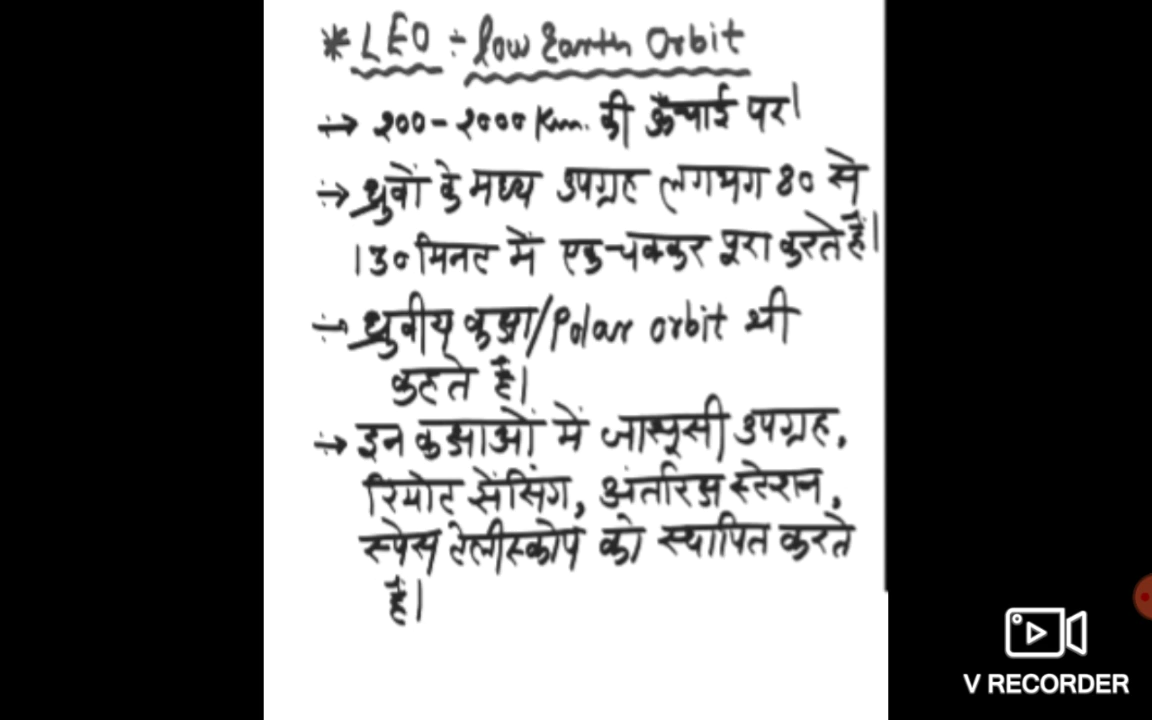 * LEO ÷ Low Earth Orbit
→ 200-2000 Km. की ऊँचाई पर।
→ ध्रुवों के मध्य उपग्रह लगभग 80 से
130 मिनट में एक चक्कर पूरा करते हैं।
→ ध्रुवीय कक्षा/Polar orbit भी
कहते हैं।
→ इन कक्षाओं में जासूसी उपग्रह,
रिमोट सेंसिंग, अंतरिक्ष स्टेशन,
स्पेस टेलीस्कोप को स्थापित करते
हैं।
V RECORDER